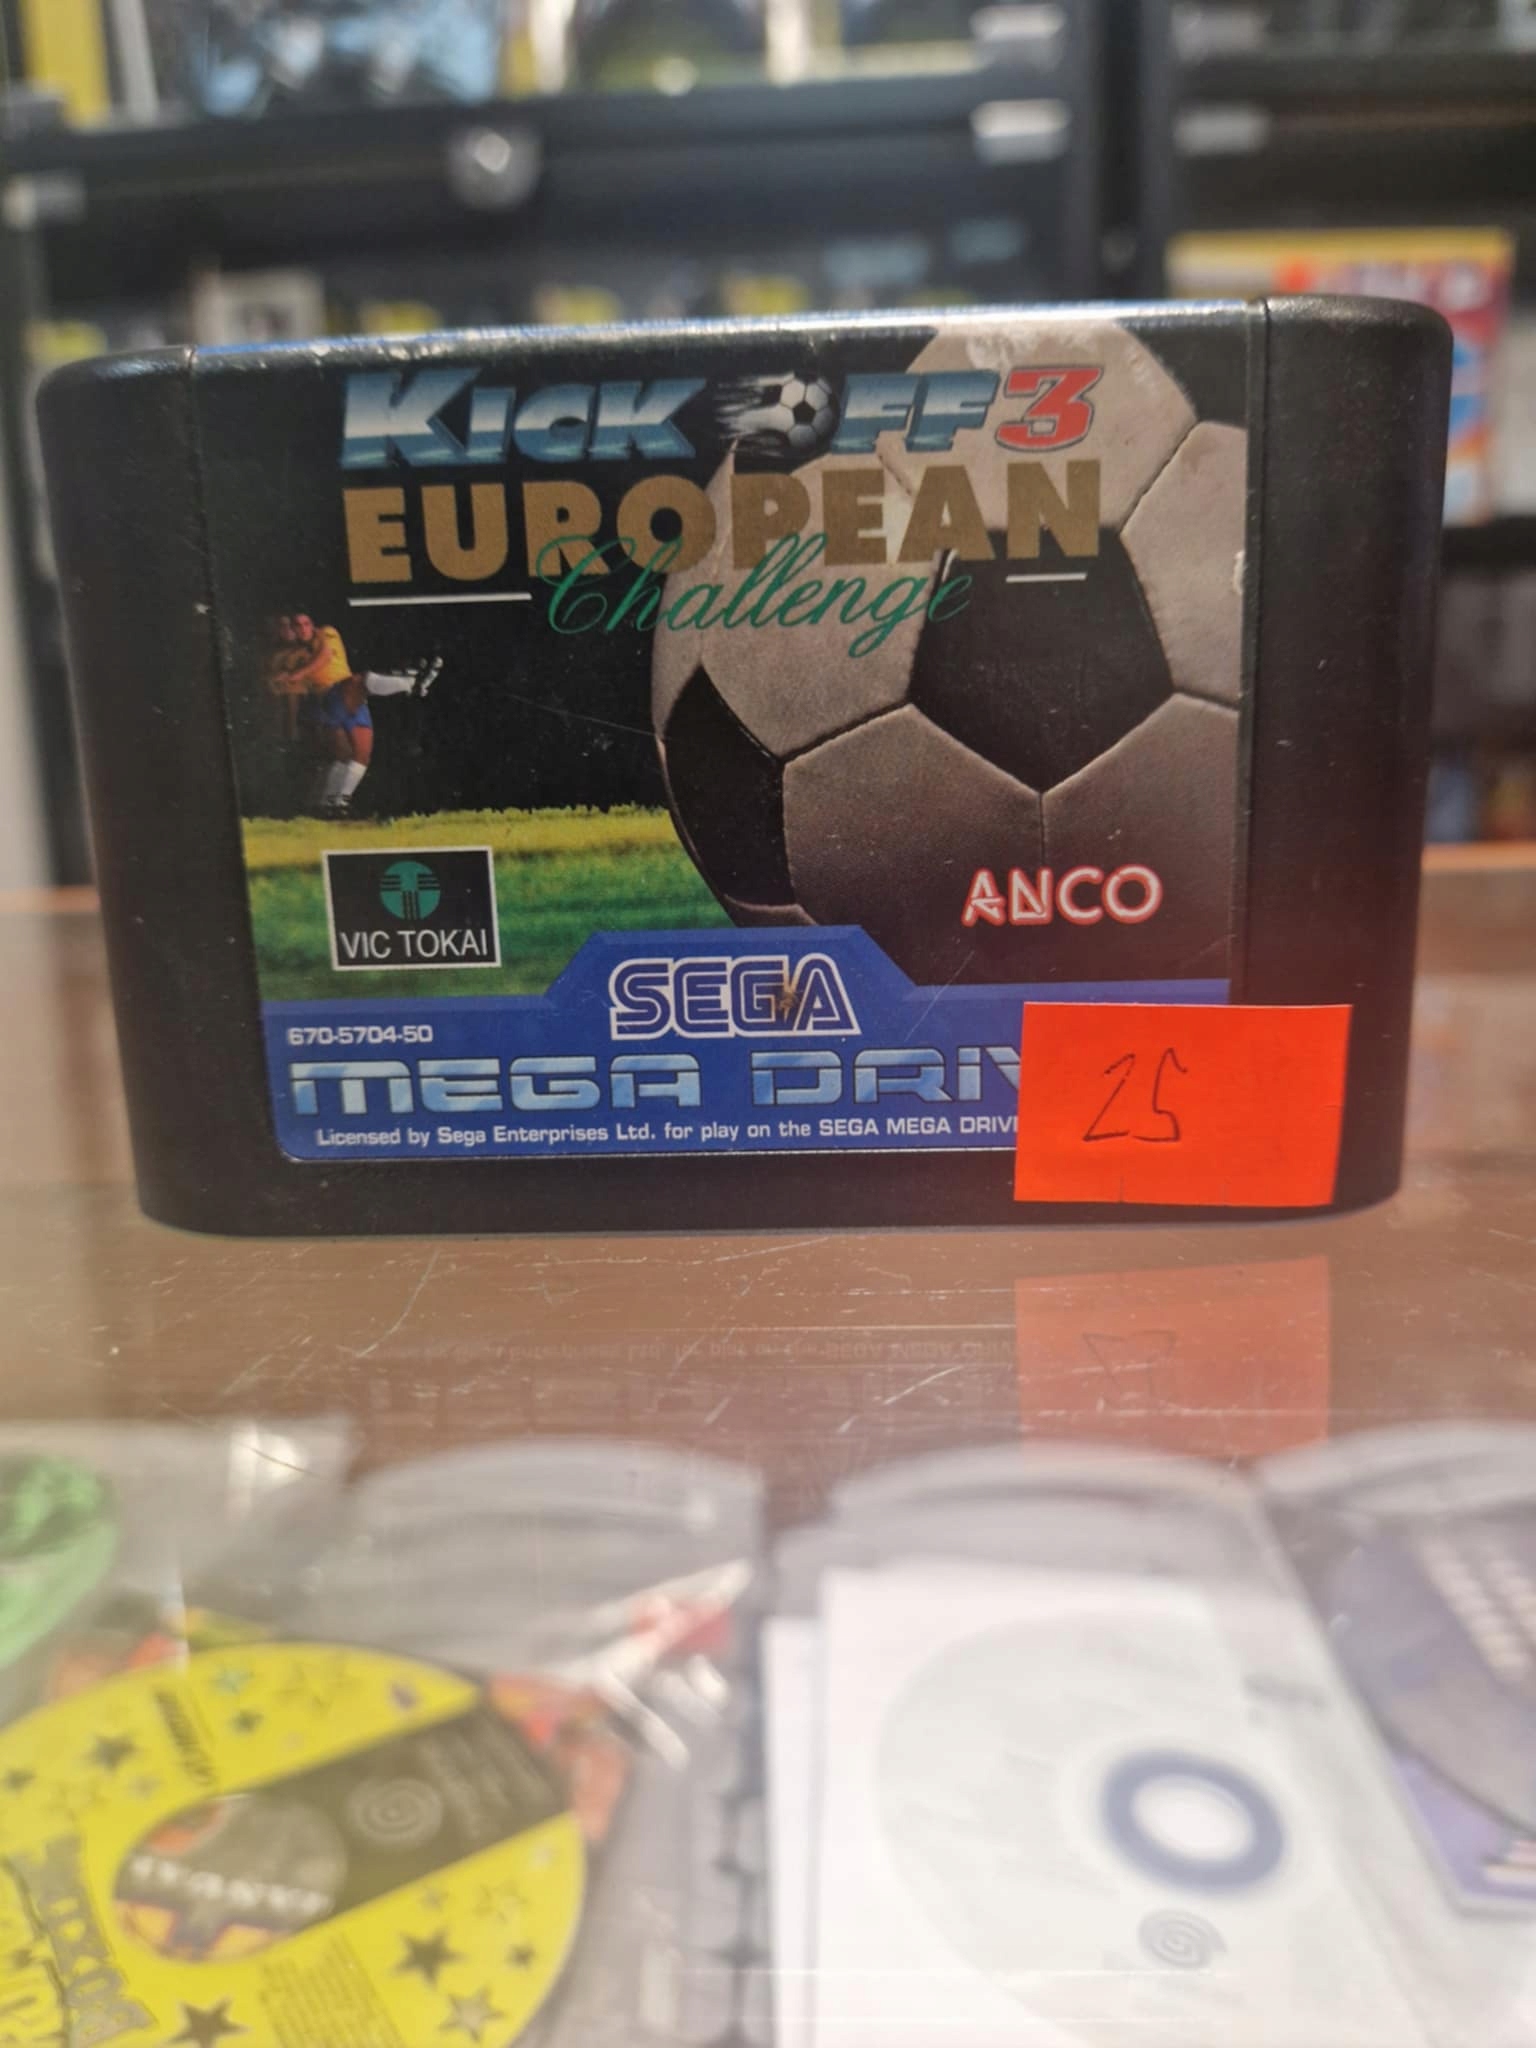 KICK OFF 3
EUROPEAN
Challenge
VIC TOKAI
ANCO
SEGA
670-5704-50
MEGA DRIV
Licensed by Sega Enterprises Ltd. for play on the SEGA MEGA DRIV
25